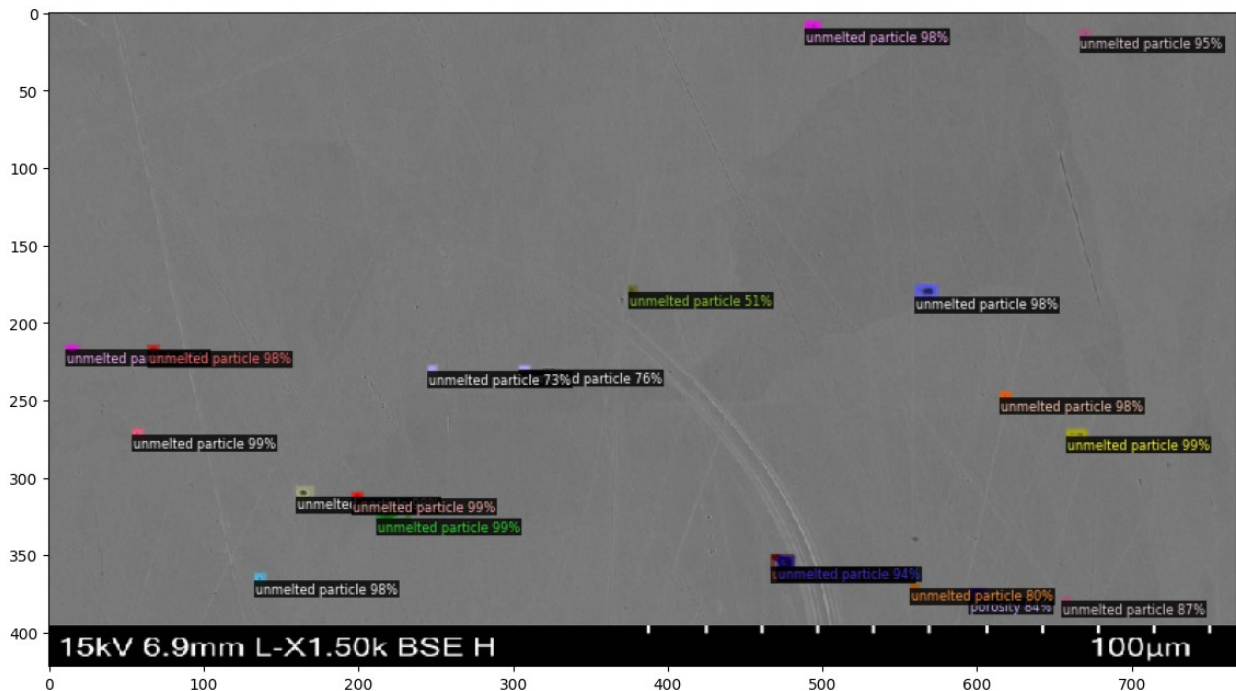 0
unmelted particle 98%
unmelted particle 95%
50
100
150
unmelted particle 51%
unmelted particle 98%
200
unmelted pa
unmelted particle 98%
unmelted particle 73%
d particle 76%
250
unmelted particle 98%
unmelted particle 99%
unmelted particle 99%
300
unmelte
unmelted particle 99%
unmelted particle 99%
350
unmelted particle 94%
unmelted particle 98%
unmelted particle 80%
porosity 84%
unmelted particle 87%
400
15kV 6.9mm L-X1.50k BSE H
100μm
0 100 200 300 400 500 600 700